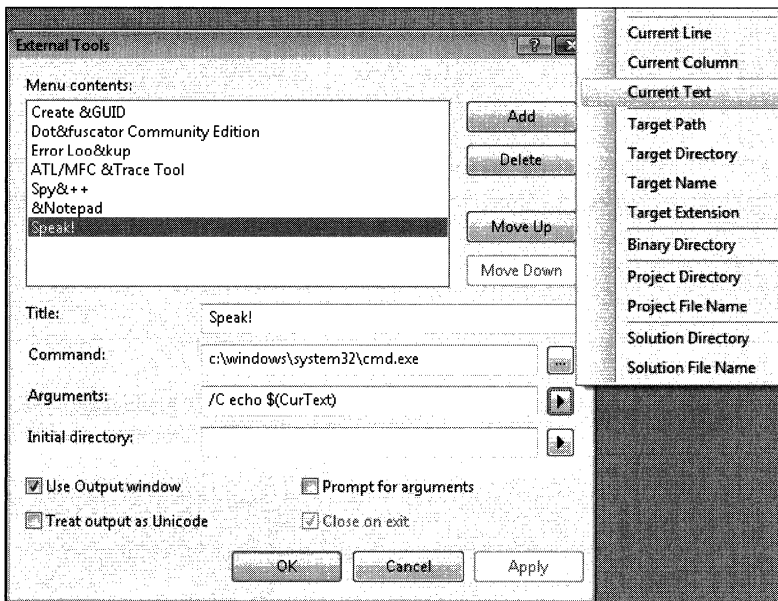 External Tools
Menu contents:
Create &GUID
Dot&fuscator Community Edition
Error Loo&kup
ATL/MFC &Trace Tool
Spy&++
&Notepad
Speak!
Add
Delete
Move Up
Move Down
Title:
Speak!
Command:
c:\windows\system32\cmd.exe
...
Arguments:
/C echo $(CurText)
Initial directory:
Use Output window
Prompt for arguments
Treat output as Unicode
Close on exit
OK
Cancel
Apply
Current Line
Current Column
Current Text
Target Path
Target Directory
Target Name
Target Extension
Binary Directory
Project Directory
Project File Name
Solution Directory
Solution File Name